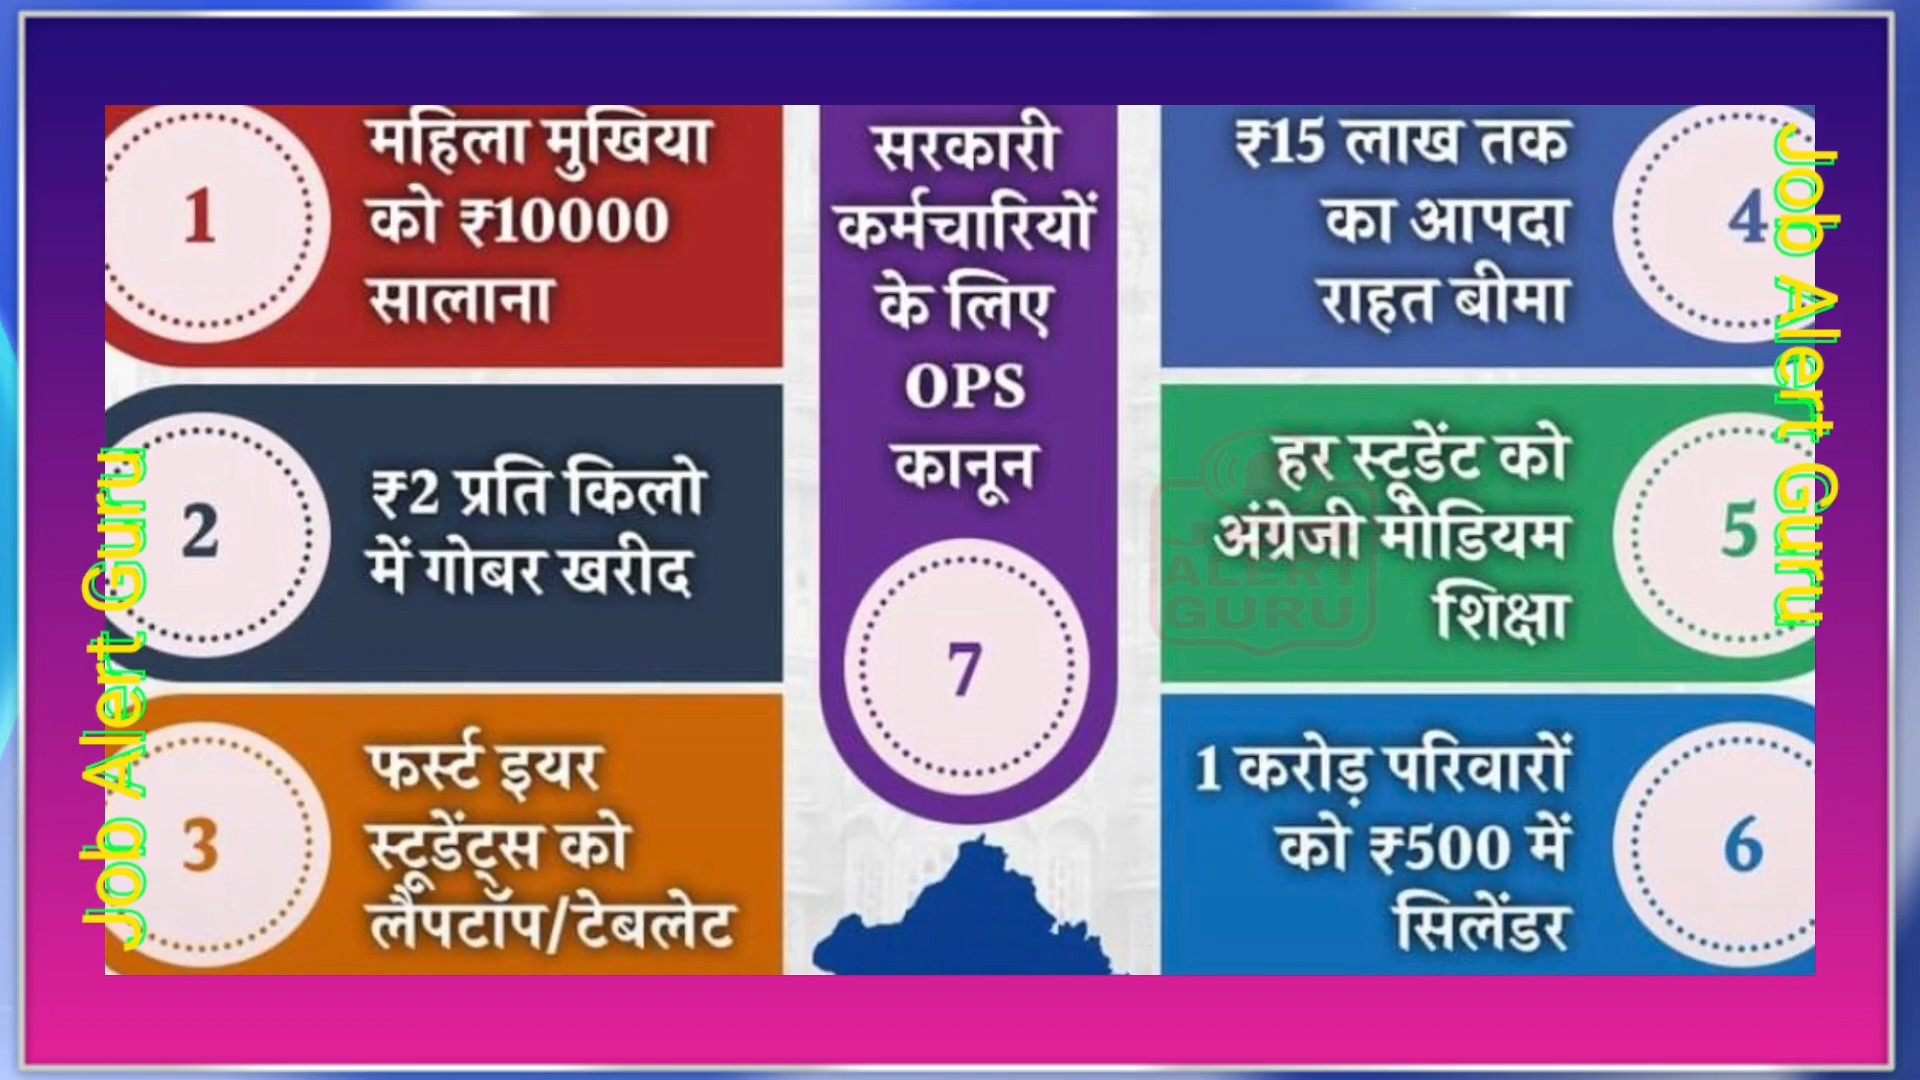 1
महिला मुखिया
को ₹10000
सालाना
2
₹2 प्रति किलो
में गोबर खरीद
3
फर्स्ट इयर
स्टूडेंट्स को
लैपटॉप/टेबलेट
सरकारी
कर्मचारियों
के लिए
OPS
कानून
7
₹15 लाख तक
का आपदा
राहत बीमा
4
हर स्टूडेंट को
अंग्रेजी मीडियम
शिक्षा
5
1 करोड़ परिवारों
को ₹500 में
सिलेंडर
6
ALERT
GURU
Job Alert Guru
Job Alert Guru